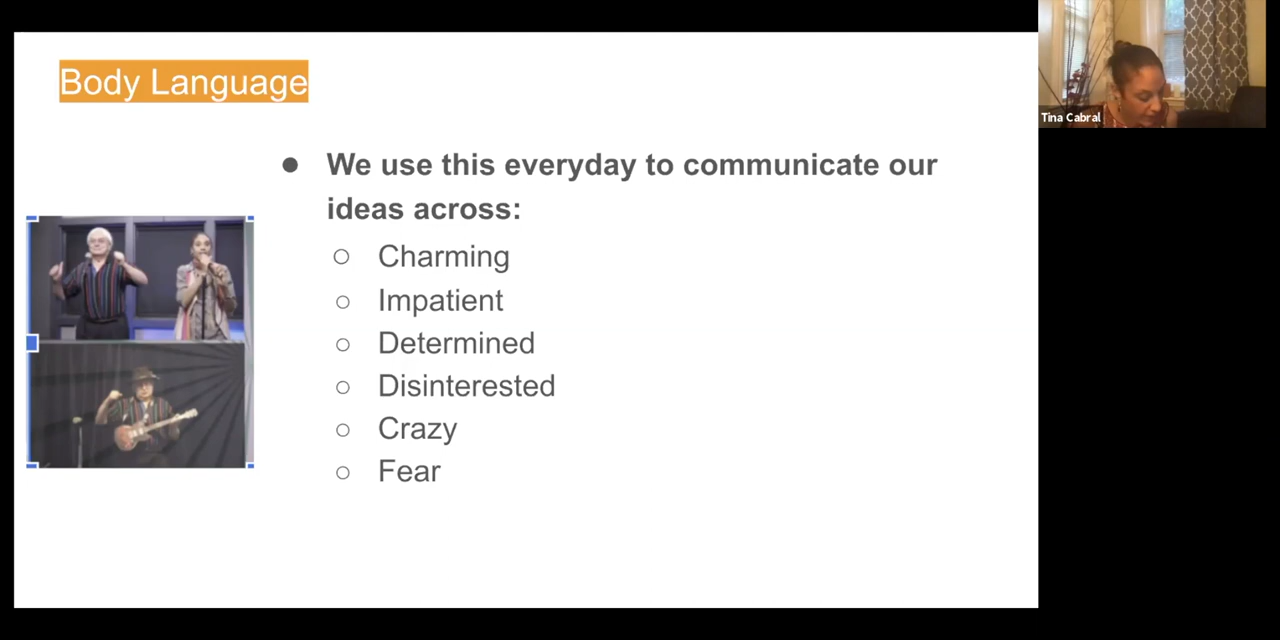 Body Language
We use this everyday to communicate our
ideas across:
Charming
Impatient
Determined
Disinterested
Crazy
Fear
Tina Cabral